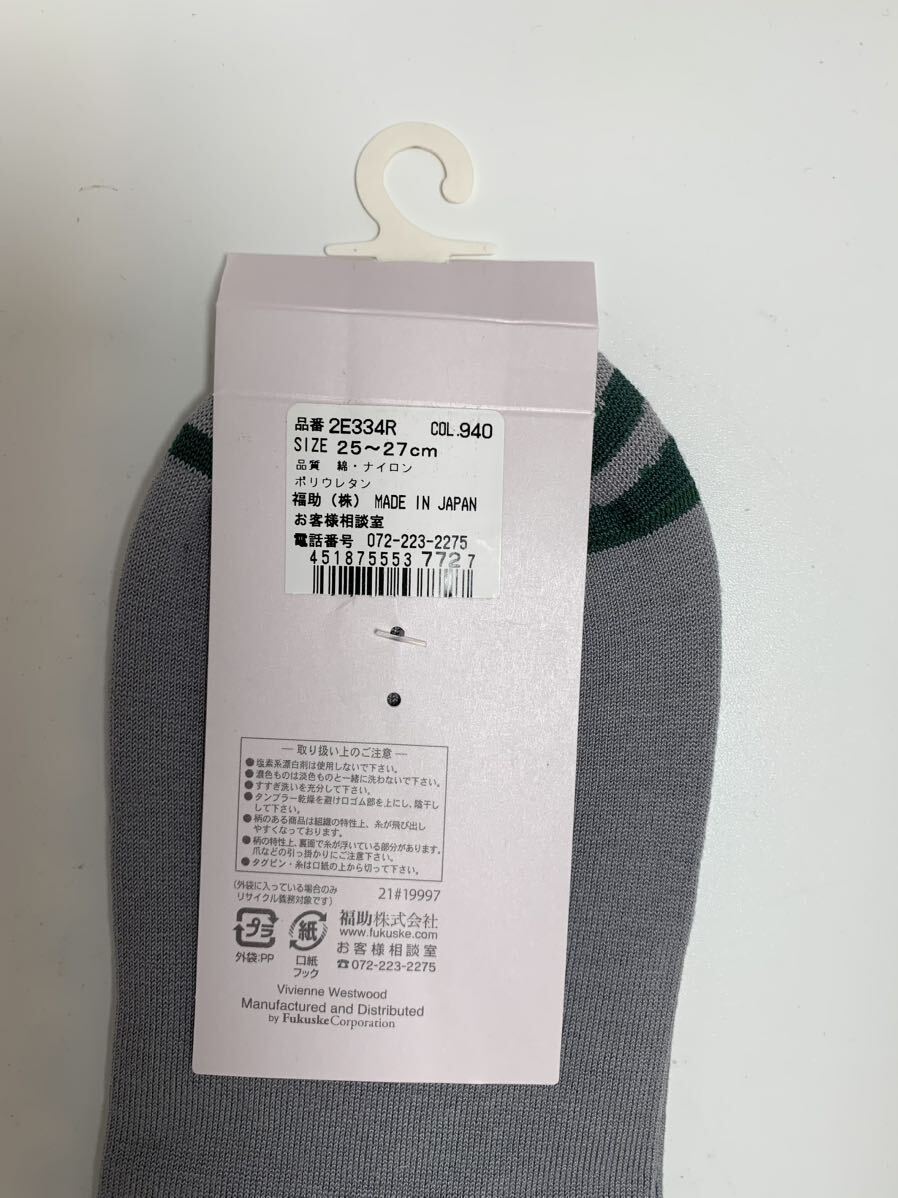 品番 2E334R COL.940
SIZE 25〜27cm
品質 綿・ナイロン
ポリウレタン
福助（株） MADE IN JAPAN
お客様相談室
電話番号 072-223-2275
4518755537727
― 取り扱い上のご注意 ―
●塩素系漂白剤は使用しないで下さい。
●濃色ものは淡色ものと一緒に洗わないで下さい。
●すすぎ洗いを充分して下さい。
●タンブラー乾燥を避け口ゴム部を上にし、陰干し
して下さい。
●柄のある商品は組織の特性上、糸が飛び出し
やすくなっております。
●柄の特性上、裏面で糸が浮いている部分があります。
爪などの引っ掛かりにご注意下さい。
●タグピン・糸は口紙の上から切って下さい。
(外袋に入っている場合のみ
リサイクル義務対象です)
21#19997
プラ
外袋:PP
紙
口紙
フック
福助株式会社
www.fukuske.com
お客様相談室
☎072-223-2275
Vivienne Westwood
Manufactured and Distributed
by Fukuske Corporation